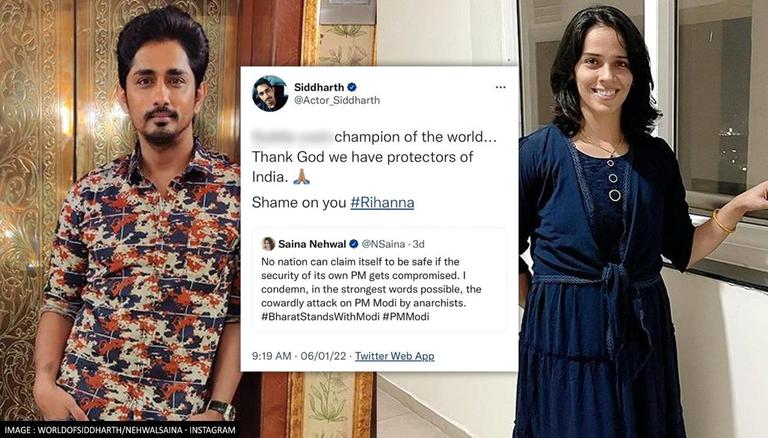 Siddharth
@Actor_Siddharth
champion of the world...
Thank God we have protectors of
India. 🙏🏽
Shame on you #Rihanna
Saina Nehwal @NSaina · 3d
No nation can claim itself to be safe if the
security of its own PM gets compromised. I
condemn, in the strongest words possible, the
cowardly attack on PM Modi by anarchists.
#BharatStandsWithModi #PMModi
9:19 AM · 06/01/22 · Twitter Web App
IMAGE : WORLDOFSIDDHARTH/NEHWALSAINA - INSTAGRAM